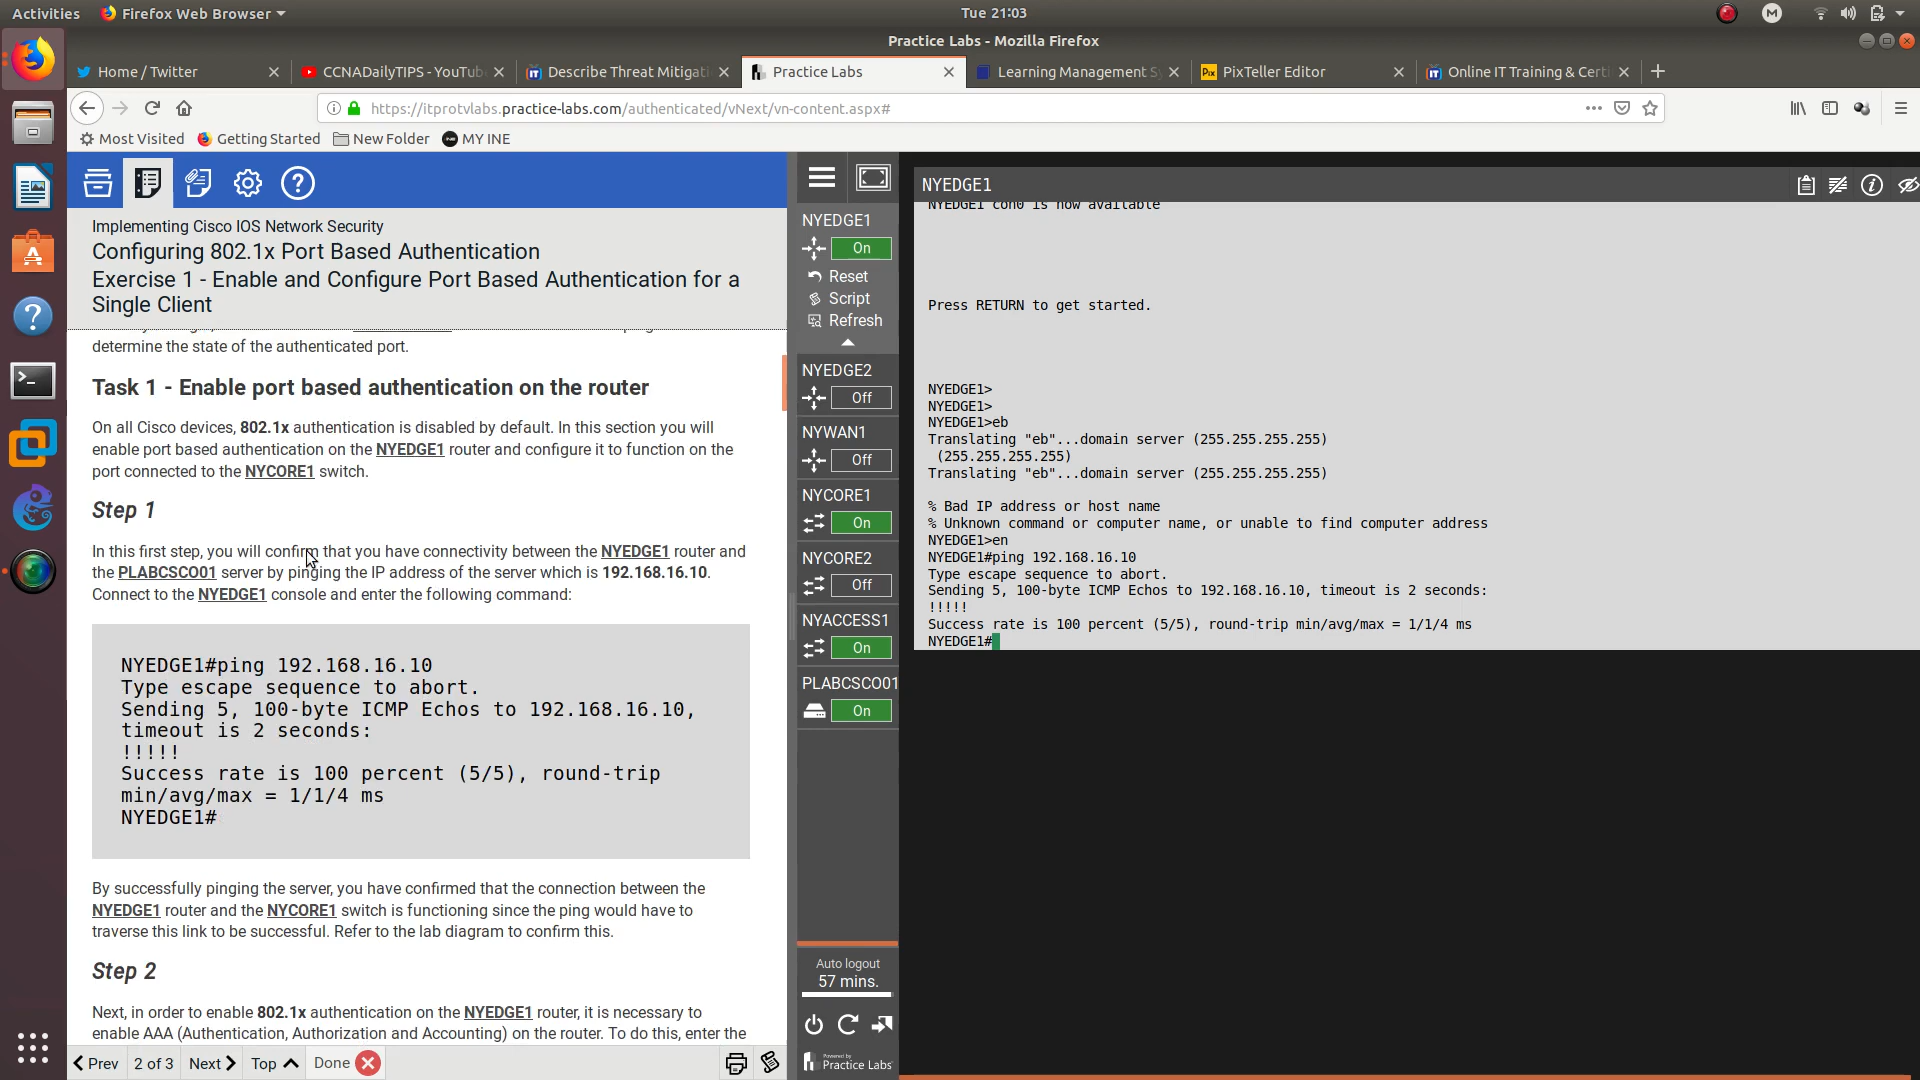 Activities
Firefox Web Browser
Tue 21:03
M
Practice Labs - Mozilla Firefox
Home / Twitter
CCNADailyTIPS - YouTub
Describe Threat Mitigati
Practice Labs
Learning Management S
PixTeller Editor
Online IT Training & Certi
https://itprotvlabs.practice-labs.com/authenticated/vNext/vn-content.aspx#
Most Visited
Getting Started
New Folder
MY INE
Implementing Cisco IOS Network Security
Configuring 802.1x Port Based Authentication
Exercise 1 - Enable and Configure Port Based Authentication for a
Single Client
determine the state of the authenticated port.
Task 1 - Enable port based authentication on the router
On all Cisco devices, 802.1x authentication is disabled by default. In this section you will
enable port based authentication on the NYEDGE1 router and configure it to function on the
port connected to the NYCORE1 switch.
Step 1
In this first step, you will confirm that you have connectivity between the NYEDGE1 router and
the PLABCSCO01 server by pinging the IP address of the server which is 192.168.16.10.
Connect to the NYEDGE1 console and enter the following command:
NYEDGE1#ping 192.168.16.10
Type escape sequence to abort.
Sending 5, 100-byte ICMP Echos to 192.168.16.10,
timeout is 2 seconds:
!!!!!
Success rate is 100 percent (5/5), round-trip
min/avg/max = 1/1/4 ms
NYEDGE1#
By successfully pinging the server, you have confirmed that the connection between the
NYEDGE1 router and the NYCORE1 switch is functioning since the ping would have to
traverse this link to be successful. Refer to the lab diagram to confirm this.
Step 2
Next, in order to enable 802.1x authentication on the NYEDGE1 router, it is necessary to
enable AAA (Authentication, Authorization and Accounting) on the router. To do this, enter the
Prev
2 of 3
Next
Top
Done
NYEDGE1
On
Reset
Script
Refresh
NYEDGE2
Off
NYWAN1
Off
NYCORE1
On
NYCORE2
Off
NYACCESS1
On
PLABCSCO01
On
Auto logout
57 mins.
Powered by
Practice Labs
NYEDGE1
NYEDGE1 con0 is now available
Press RETURN to get started.
NYEDGE1>
NYEDGE1>
NYEDGE1>eb
Translating "eb"...domain server (255.255.255.255)
(255.255.255.255)
Translating "eb"...domain server (255.255.255.255)
% Bad IP address or host name
% Unknown command or computer name, or unable to find computer address
NYEDGE1>en
NYEDGE1#ping 192.168.16.10
Type escape sequence to abort.
Sending 5, 100-byte ICMP Echos to 192.168.16.10, timeout is 2 seconds:
!!!!!
Success rate is 100 percent (5/5), round-trip min/avg/max = 1/1/4 ms
NYEDGE1#